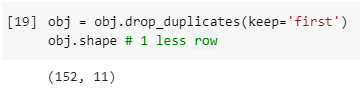 [19] obj = obj.drop_duplicates(keep='first')
obj.shape # 1 less row
(152, 11)